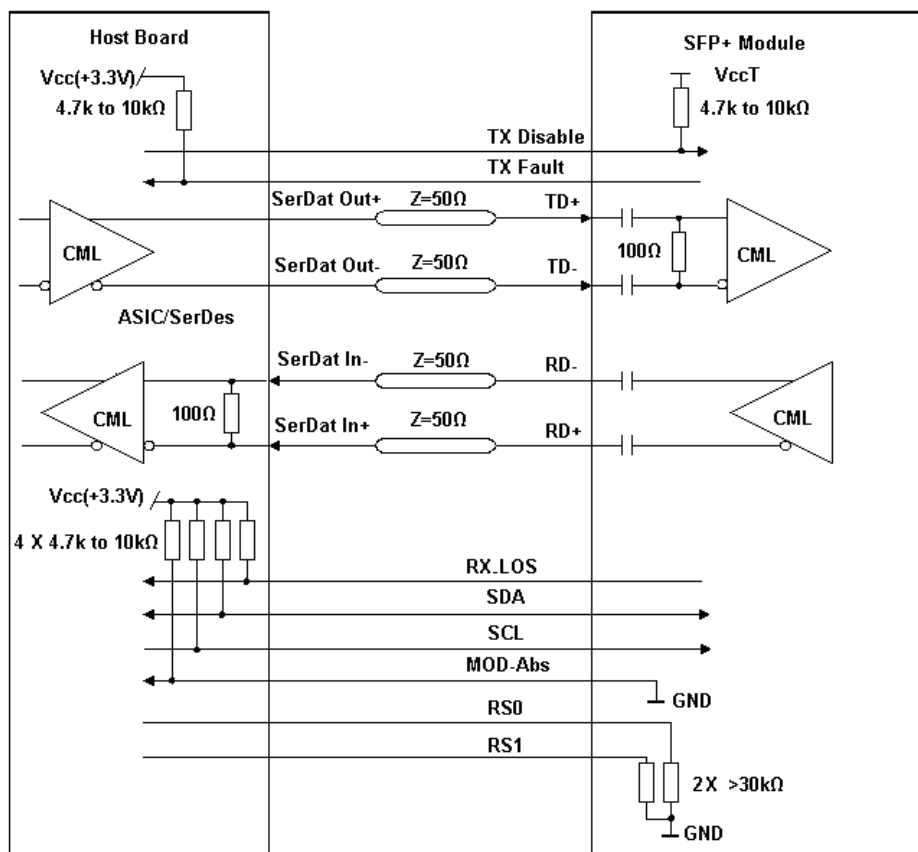 Host Board
SFP+ Module
Vcc(+3.3V)
VccT
4.7k to 10kΩ
4.7k to 10kΩ
TX Disable
TX Fault
SerDat Out+
Z=50Ω
TD+
CML
100Ω
CML
SerDat Out-
Z=50Ω
TD-
ASIC/SerDes
SerDat In-
Z=50Ω
RD-
CML
100Ω
CML
SerDat In+
Z=50Ω
RD+
Vcc(+3.3V)
4 X 4.7k to 10kΩ
RX_LOS
SDA
SCL
MOD-Abs
GND
RS0
RS1
2X >30kΩ
GND